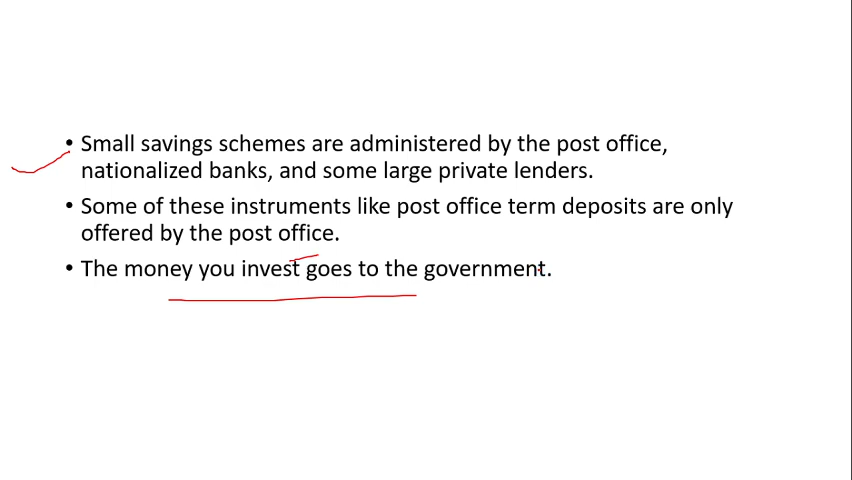 • Small savings schemes are administered by the post office,
nationalized banks, and some large private lenders.
• Some of these instruments like post office term deposits are only
offered by the post office.
• The money you invest goes to the government.